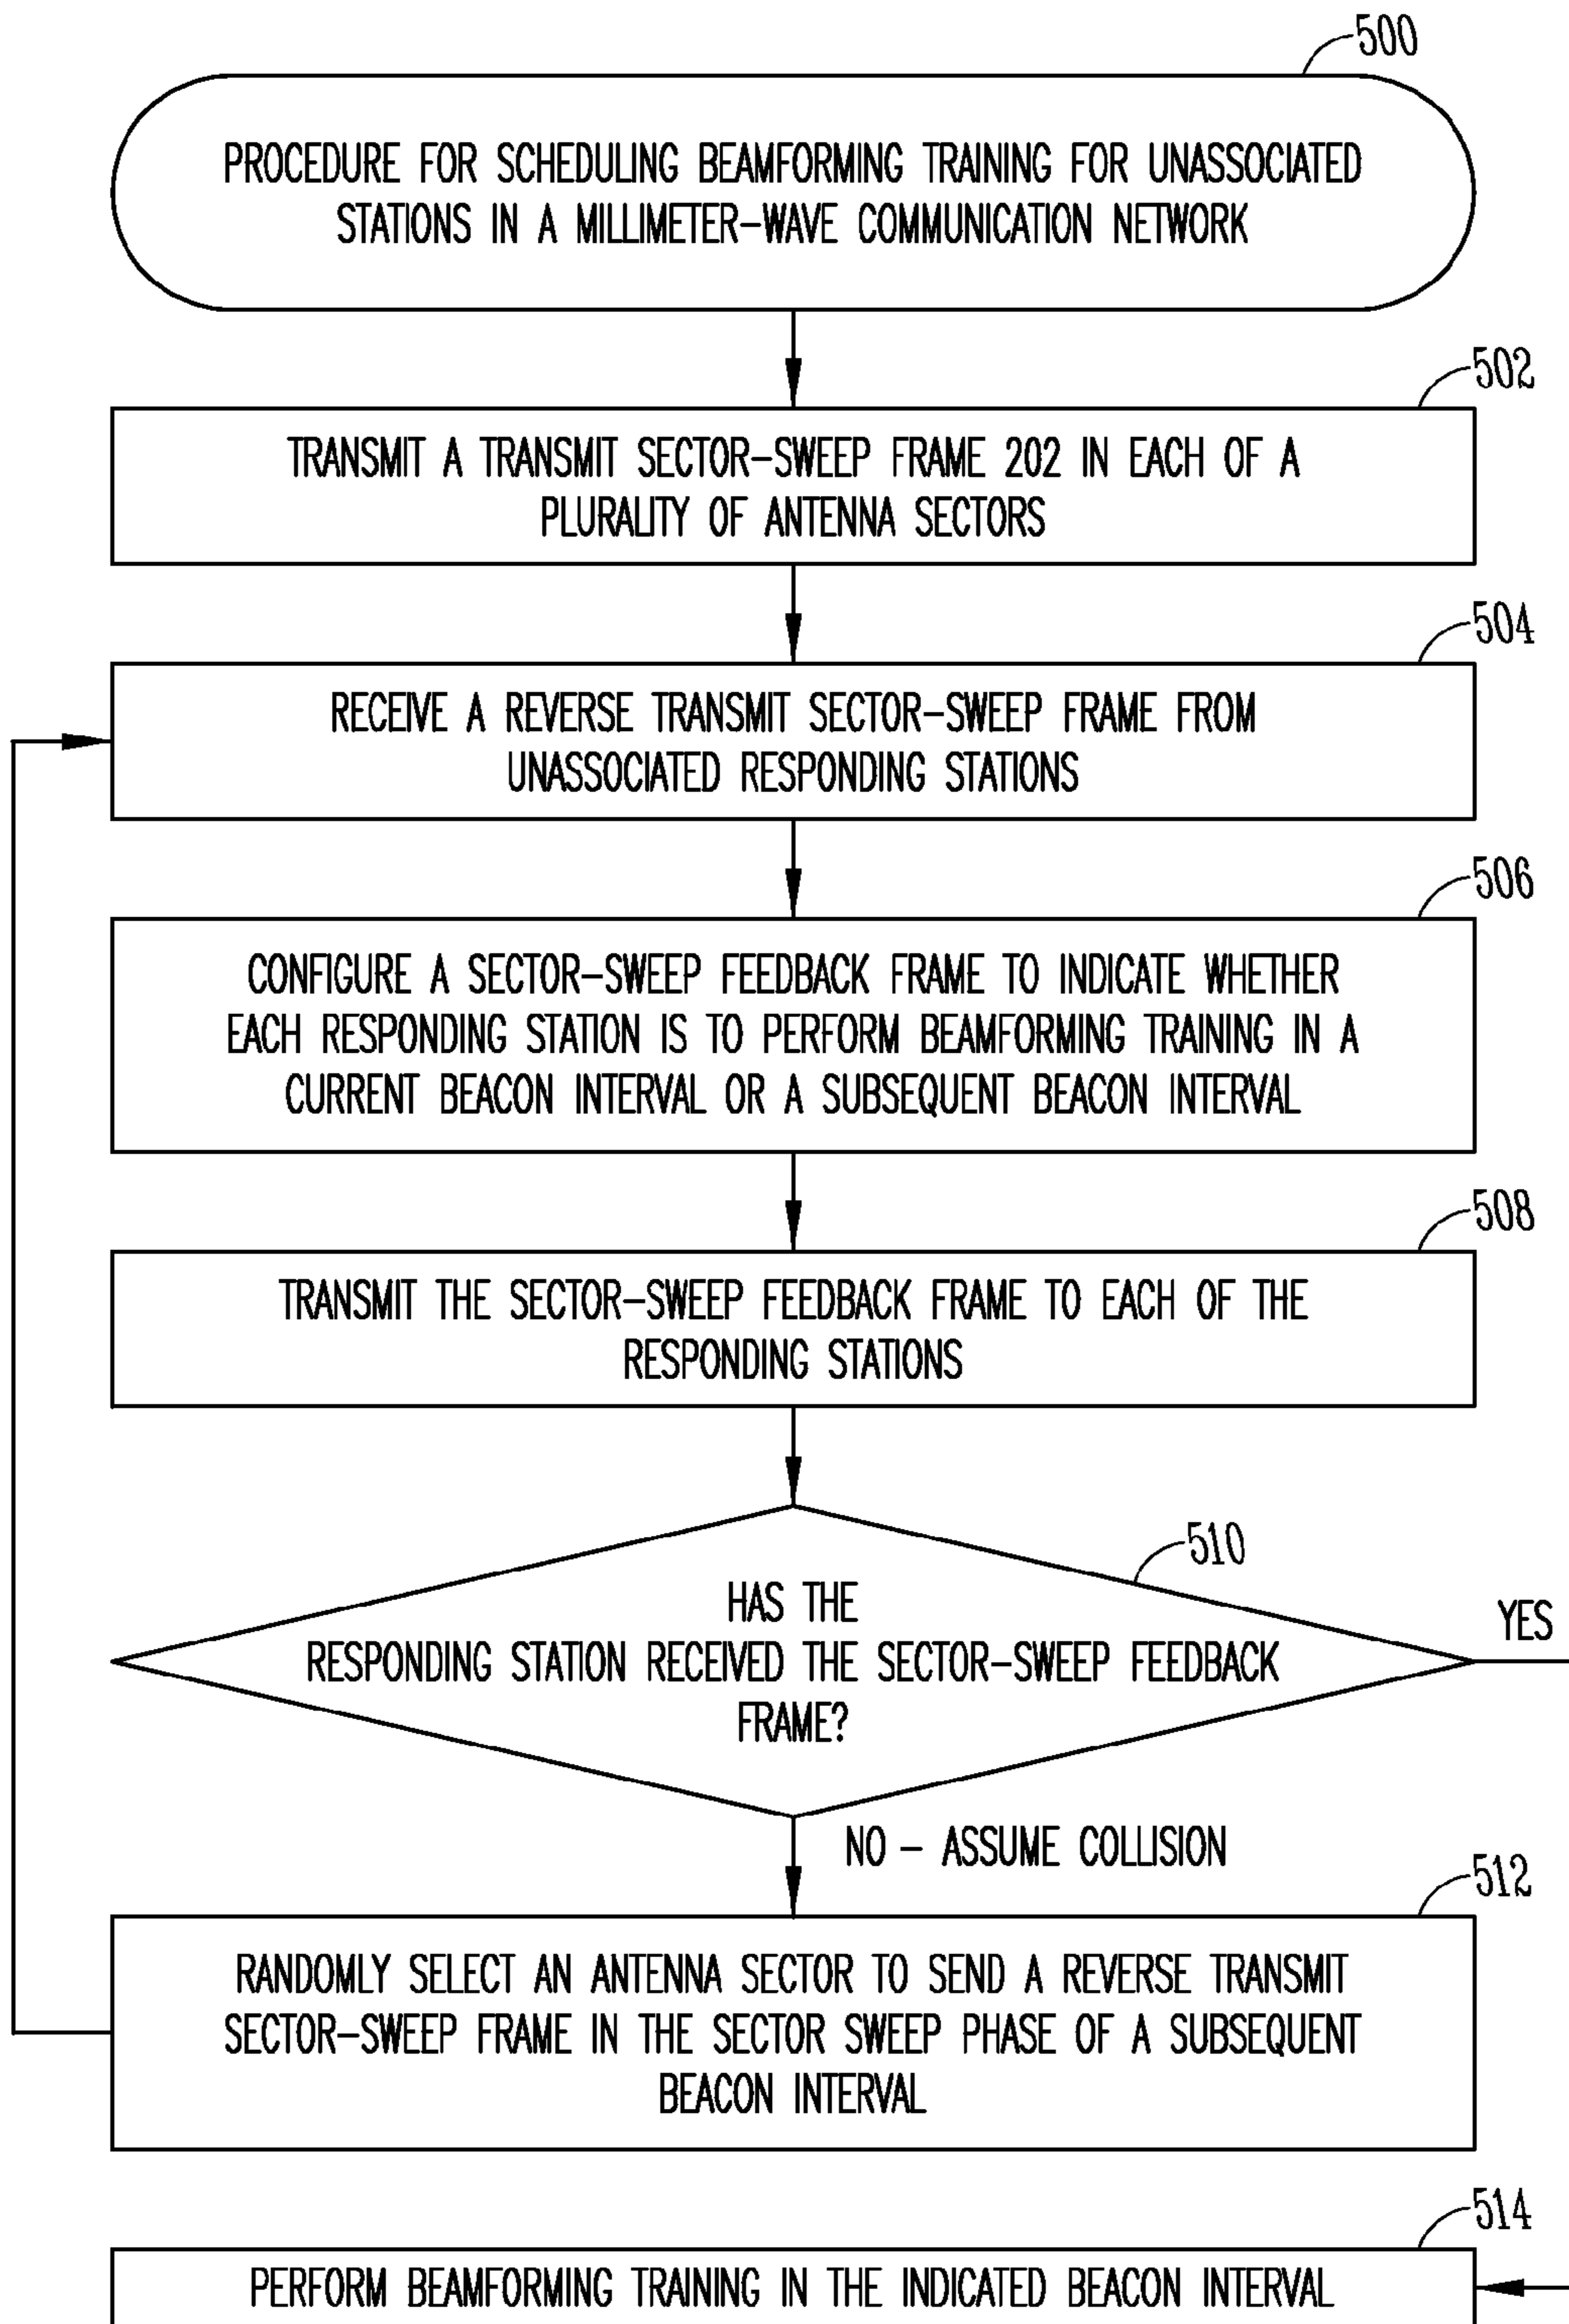 500
PROCEDURE FOR SCHEDULING BEAMFORMING TRAINING FOR UNASSOCIATED
STATIONS IN A MILLIMETER-WAVE COMMUNICATION NETWORK
502
TRANSMIT A TRANSMIT SECTOR-SWEEP FRAME 202 IN EACH OF A
PLURALITY OF ANTENNA SECTORS
504
RECEIVE A REVERSE TRANSMIT SECTOR-SWEEP FRAME FROM
UNASSOCIATED RESPONDING STATIONS
506
CONFIGURE A SECTOR-SWEEP FEEDBACK FRAME TO INDICATE WHETHER
EACH RESPONDING STATION IS TO PERFORM BEAMFORMING TRAINING IN A
CURRENT BEACON INTERVAL OR A SUBSEQUENT BEACON INTERVAL
508
TRANSMIT THE SECTOR-SWEEP FEEDBACK FRAME TO EACH OF THE
RESPONDING STATIONS
510
HAS THE
RESPONDING STATION RECEIVED THE SECTOR-SWEEP FEEDBACK
FRAME?
YES
NO - ASSUME COLLISION
512
RANDOMLY SELECT AN ANTENNA SECTOR TO SEND A REVERSE TRANSMIT
SECTOR-SWEEP FRAME IN THE SECTOR SWEEP PHASE OF A SUBSEQUENT
BEACON INTERVAL
514
PERFORM BEAMFORMING TRAINING IN THE INDICATED BEACON INTERVAL